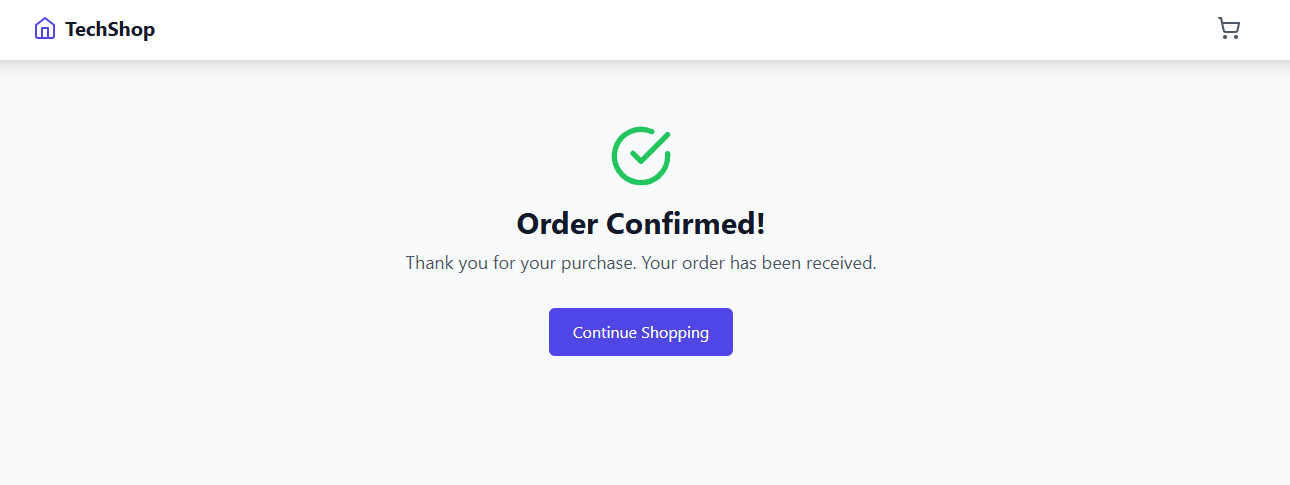 TechShop
Order Confirmed!
Thank you for your purchase. Your order has been received.
Continue Shopping